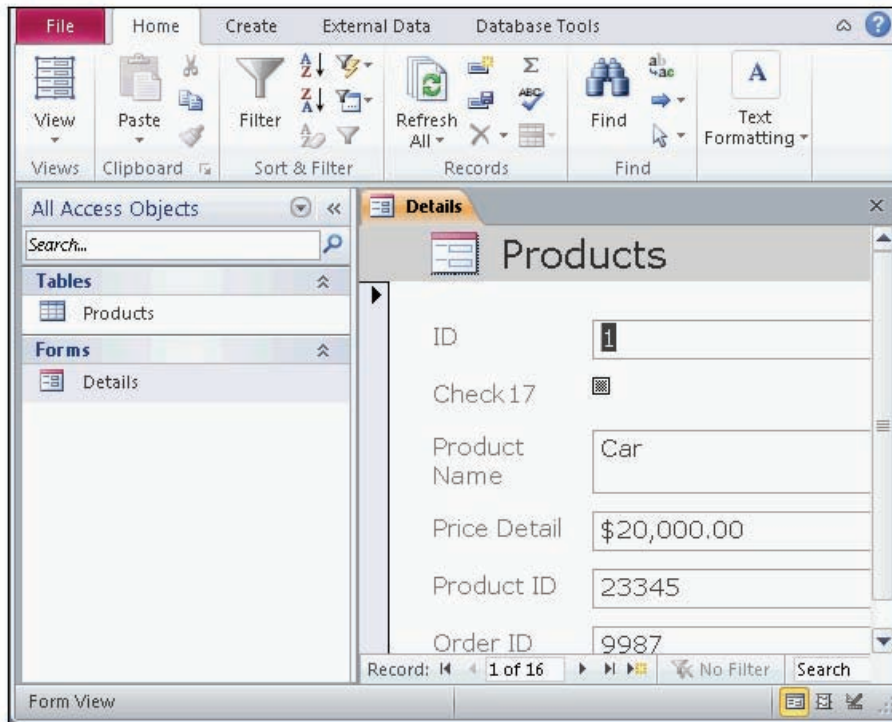 File Home Create External Data Database Tools
View Paste Filter Refresh All Find Text Formatting
Views Clipboard Sort & Filter Records Find
All Access Objects
Search...
Tables
Products
Forms
Details
Details
Products
ID 1
Check17
Product Name Car
Price Detail $20,000.00
Product ID 23345
Order ID 9987
Record: 1 of 16 No Filter Search
Form View